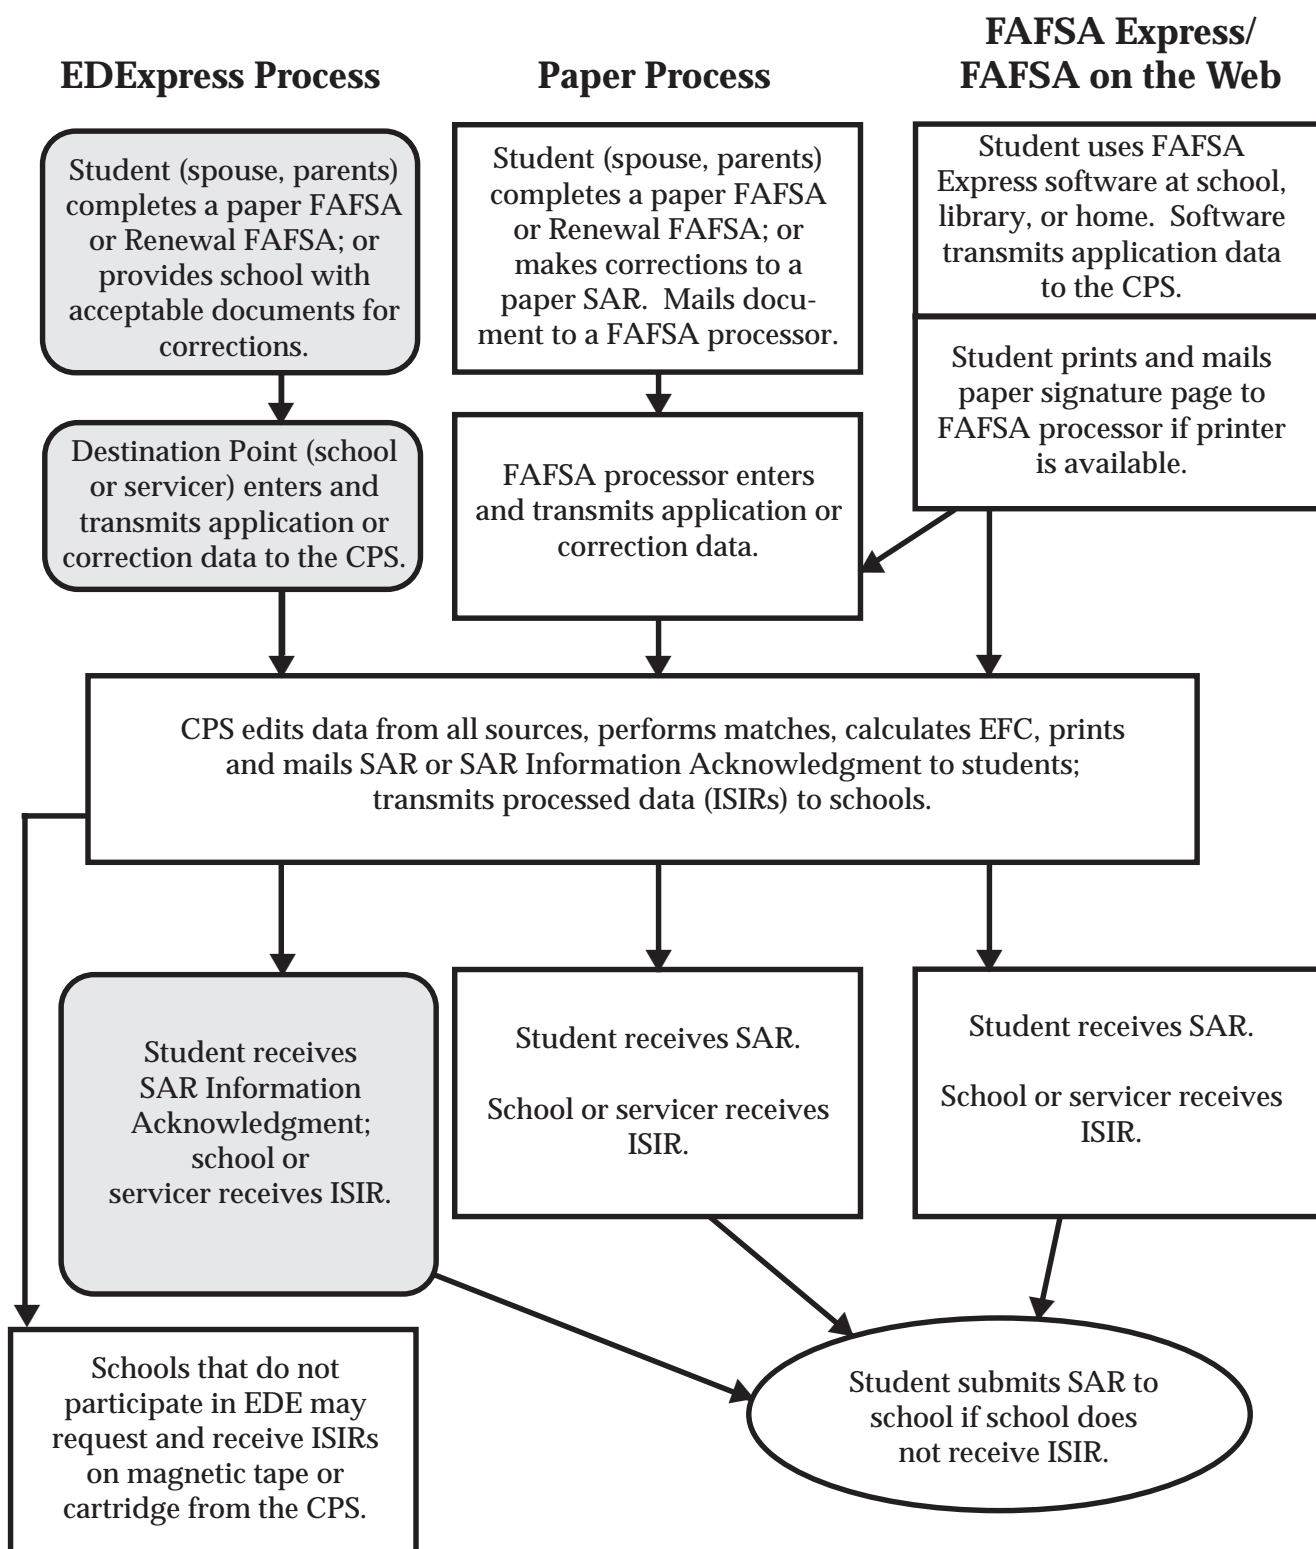 EDExpress Process
Paper Process
FAFSA Express/
FAFSA on the Web
Student (spouse, parents)
completes a paper FAFSA
or Renewal FAFSA; or
provides school with
acceptable documents for
corrections.
Student (spouse, parents)
completes a paper FAFSA
or Renewal FAFSA; or
makes corrections to a
paper SAR. Mails docu-
ment to a FAFSA processor.
Student uses FAFSA
Express software at school,
library, or home. Software
transmits application data
to the CPS.
Student prints and mails
paper signature page to
FAFSA processor if printer
is available.
Destination Point (school
or servicer) enters and
transmits application or
correction data to the CPS.
FAFSA processor enters
and transmits application or
correction data.
CPS edits data from all sources, performs matches, calculates EFC, prints
and mails SAR or SAR Information Acknowledgment to students;
transmits processed data (ISIRs) to schools.
Student receives
SAR Information
Acknowledgment;
school or
servicer receives ISIR.
Student receives SAR.
School or servicer receives
ISIR.
Student receives SAR.
School or servicer receives
ISIR.
Schools that do not
participate in EDE may
request and receive ISIRs
on magnetic tape or
cartridge from the CPS.
Student submits SAR to
school if school does
not receive ISIR.